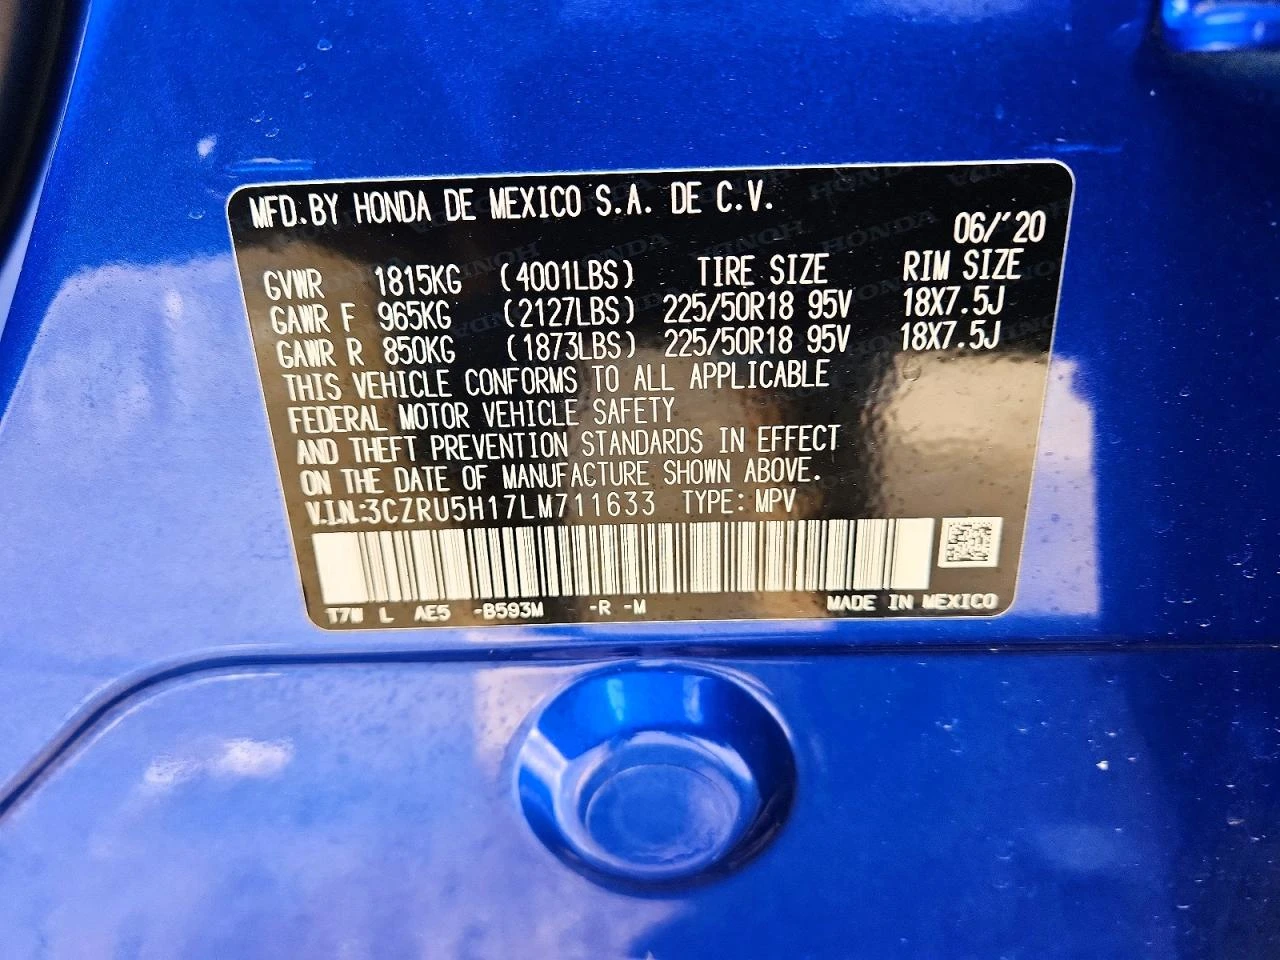 MFD.BY HONDA DE MEXICO S.A. DE C.V.
06/'20
GVWR 1815KG (4001LBS) TIRE SIZE RIM SIZE
GAWR F 965KG (2127LBS) 225/50R18 95V 18X7.5J
GAWR R 850KG (1873LBS) 225/50R18 95V 18X7.5J
THIS VEHICLE CONFORMS TO ALL APPLICABLE
FEDERAL MOTOR VEHICLE SAFETY
AND THEFT PREVENTION STANDARDS IN EFFECT
ON THE DATE OF MANUFACTURE SHOWN ABOVE.
V.I.N.:3CZRU5H17LM711633 TYPE: MPV
T7W L AE5 -B593M -R -M MADE IN MEXICO